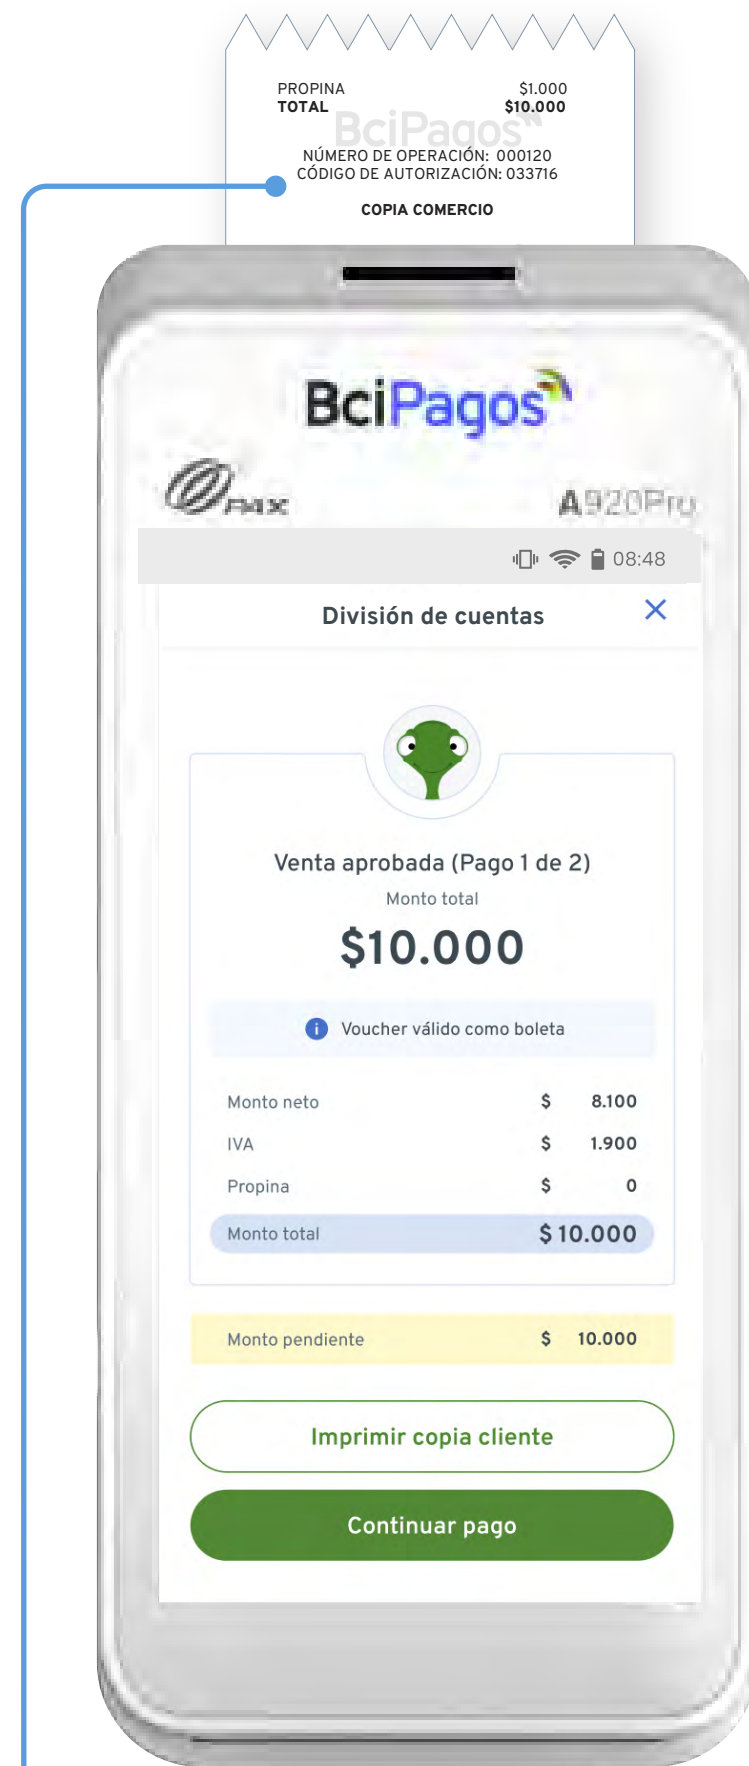 PROPINA $1.000
TOTAL $10.000
BciPagos
NÚMERO DE OPERACIÓN: 000120
CÓDIGO DE AUTORIZACIÓN: 033716
COPIA COMERCIO
BciPagos
PAX A920Pro
08:48
División de cuentas
Venta aprobada (Pago 1 de 2)
Monto total
$10.000
Voucher válido como boleta
Monto neto $ 8.100
IVA $ 1.900
Propina $ 0
Monto total $10.000
Monto pendiente $ 10.000
Imprimir copia cliente
Continuar pago